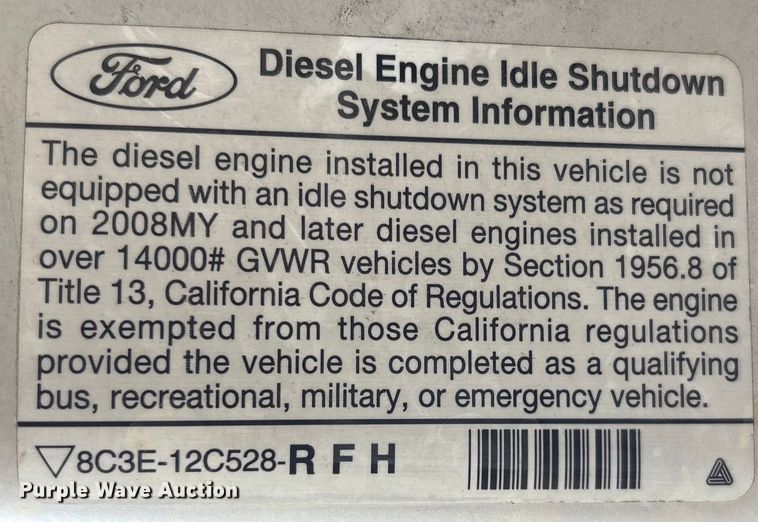 Ford
Diesel Engine Idle Shutdown
System Information
The diesel engine installed in this vehicle is not
equipped with an idle shutdown system as required
on 2008MY and later diesel engines installed in
over 14000# GVWR vehicles by Section 1956.8 of
Title 13, California Code of Regulations. The engine
is exempted from those California regulations
provided the vehicle is completed as a qualifying
bus, recreational, military, or emergency vehicle.
▽8C3E-12C528-R F H
Purple Wave Auction